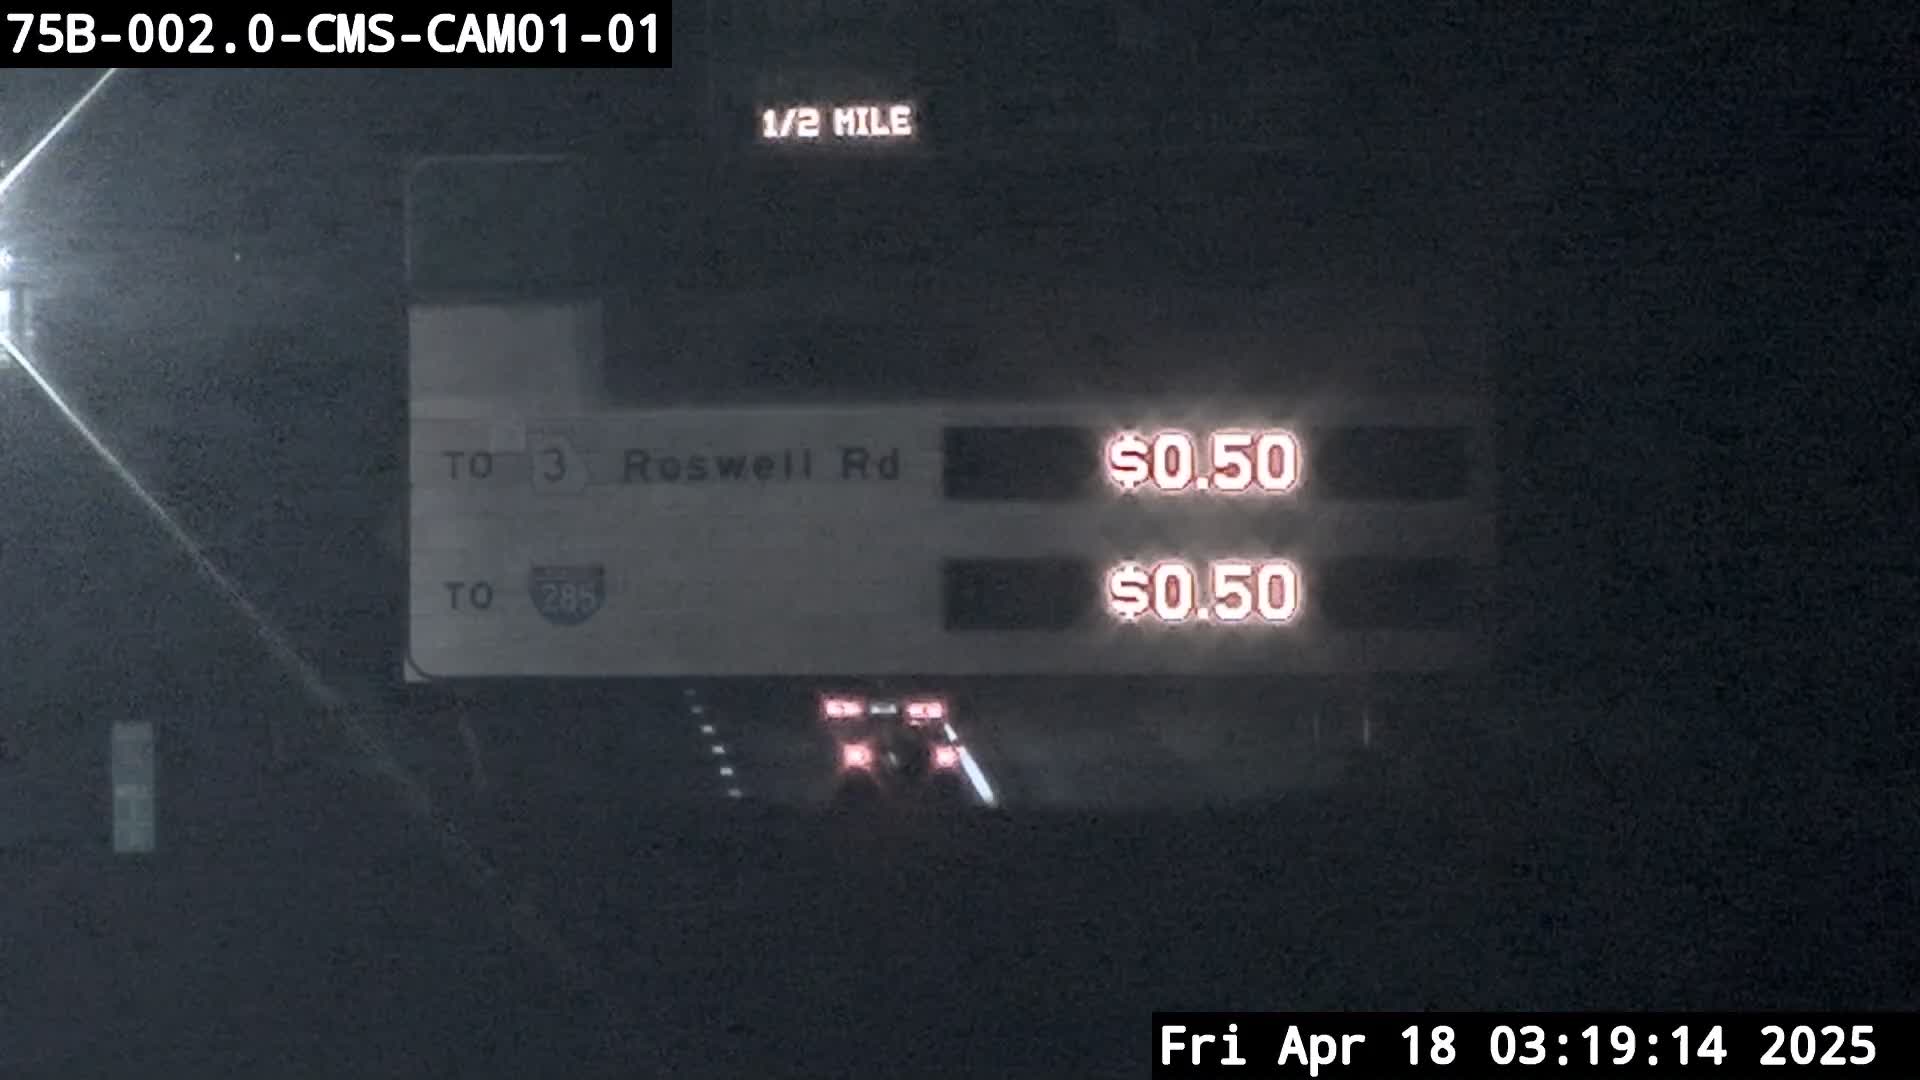 75B-002.0-CMS-CAM01-01
1/2 MILE
TO 3 Roswell Rd $0.50
TO 285 $0.50
Fri Apr 18 03:19:14 2025